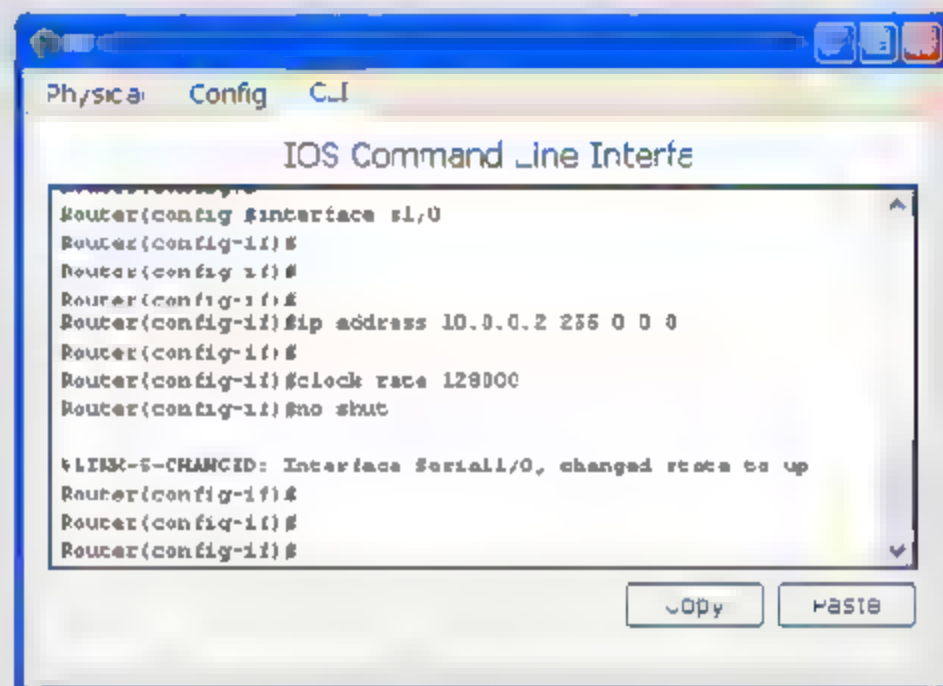 Physical Config CLI
IOS Command Line Interfa
Router(config)#interface s1/0
Router(config-if)#
Router(config-if)#
Router(config-if)#
Router(config-if)#ip address 10.0.0.2 255.0.0.0
Router(config-if)#
Router(config-if)#clock rate 128000
Router(config-if)#no shut
%LINK-5-CHANGED: Interface Serial1/0, changed state to up
Router(config-if)#
Router(config-if)#
Router(config-if)#
Copy Paste